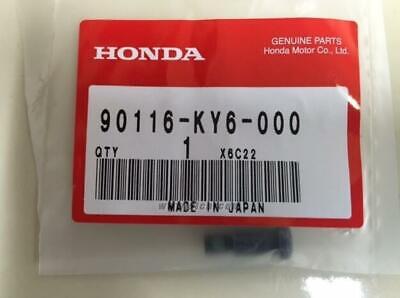 HONDA
GENUINE PARTS
Honda Motor Co., Ltd.
90116-KY6-000
QTY 1 X6C22
MADE IN JAPAN